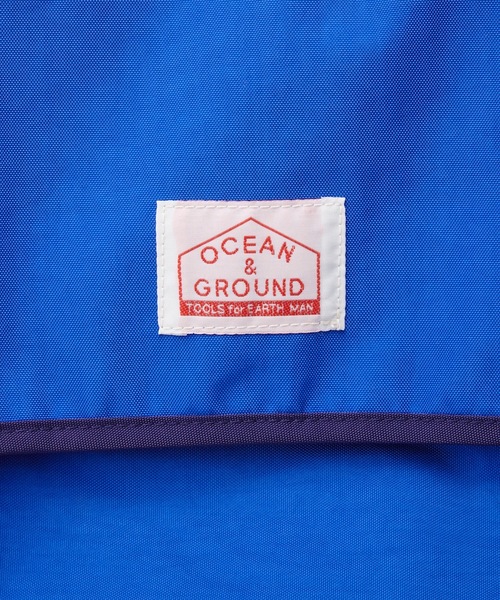 OCEAN
&
GROUND
TOOLS for EARTH MAN